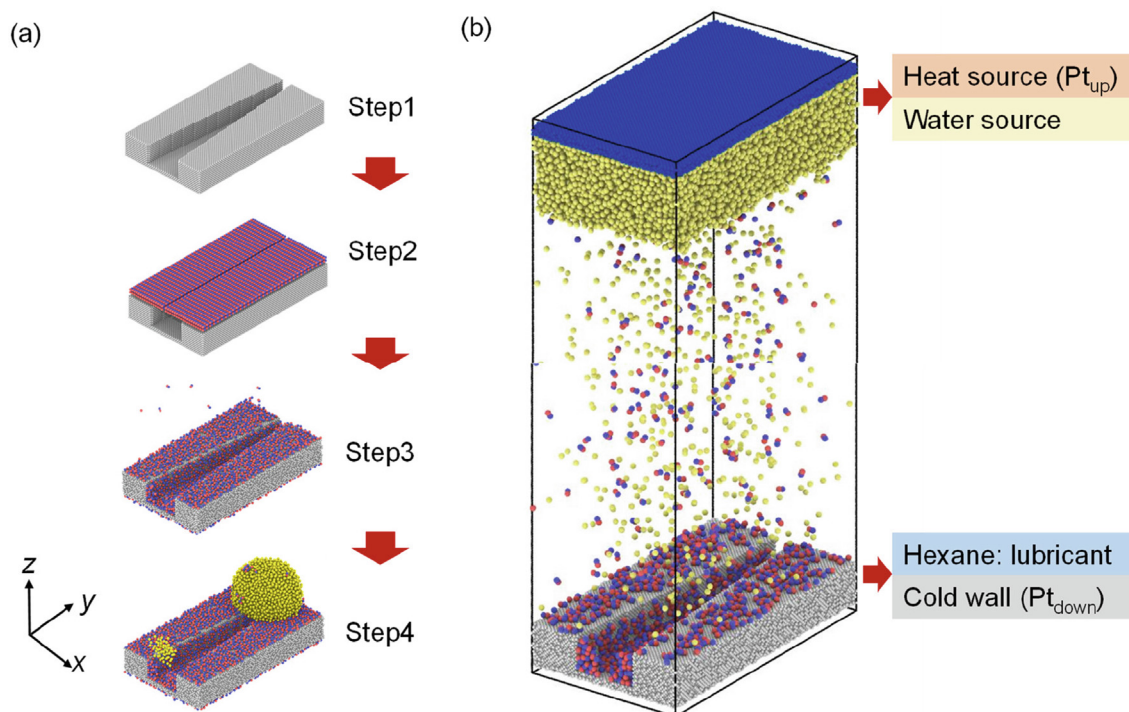 (a)
Step1
Step2
Step3
Step4
z
y
x
(b)
Heat source (Pt_up)
Water source
Hexane: lubricant
Cold wall (Pt_down)